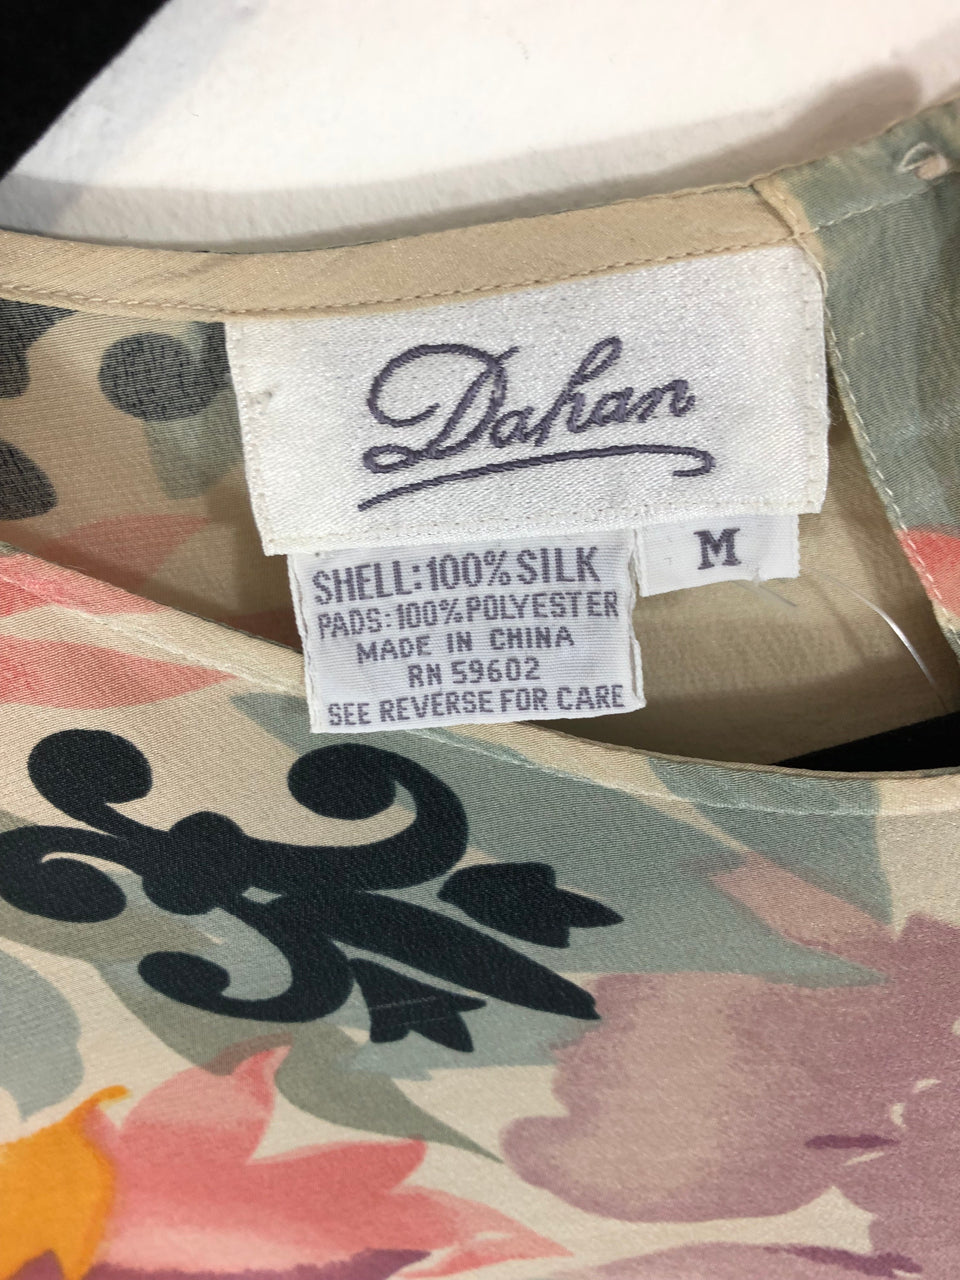 Dahan
M
SHELL: 100% SILK
PADS: 100% POLYESTER
MADE IN CHINA
RN 59602
SEE REVERSE FOR CARE